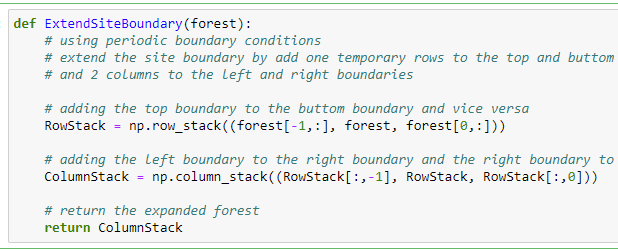 def ExtendSiteBoundary(forest):
    # using periodic boundary conditions
    # extend the site boundary by add one temporary rows to the top and buttom
    # and 2 columns to the left and right boundaries

    # adding the top boundary to the buttom boundary and vice versa
    RowStack = np.row_stack((forest[-1,:], forest, forest[0,:]))

    # adding the left boundary to the right boundary and the right boundary to
    ColumnStack = np.column_stack((RowStack[:,-1], RowStack, RowStack[:,0]))

    # return the expanded forest
    return ColumnStack